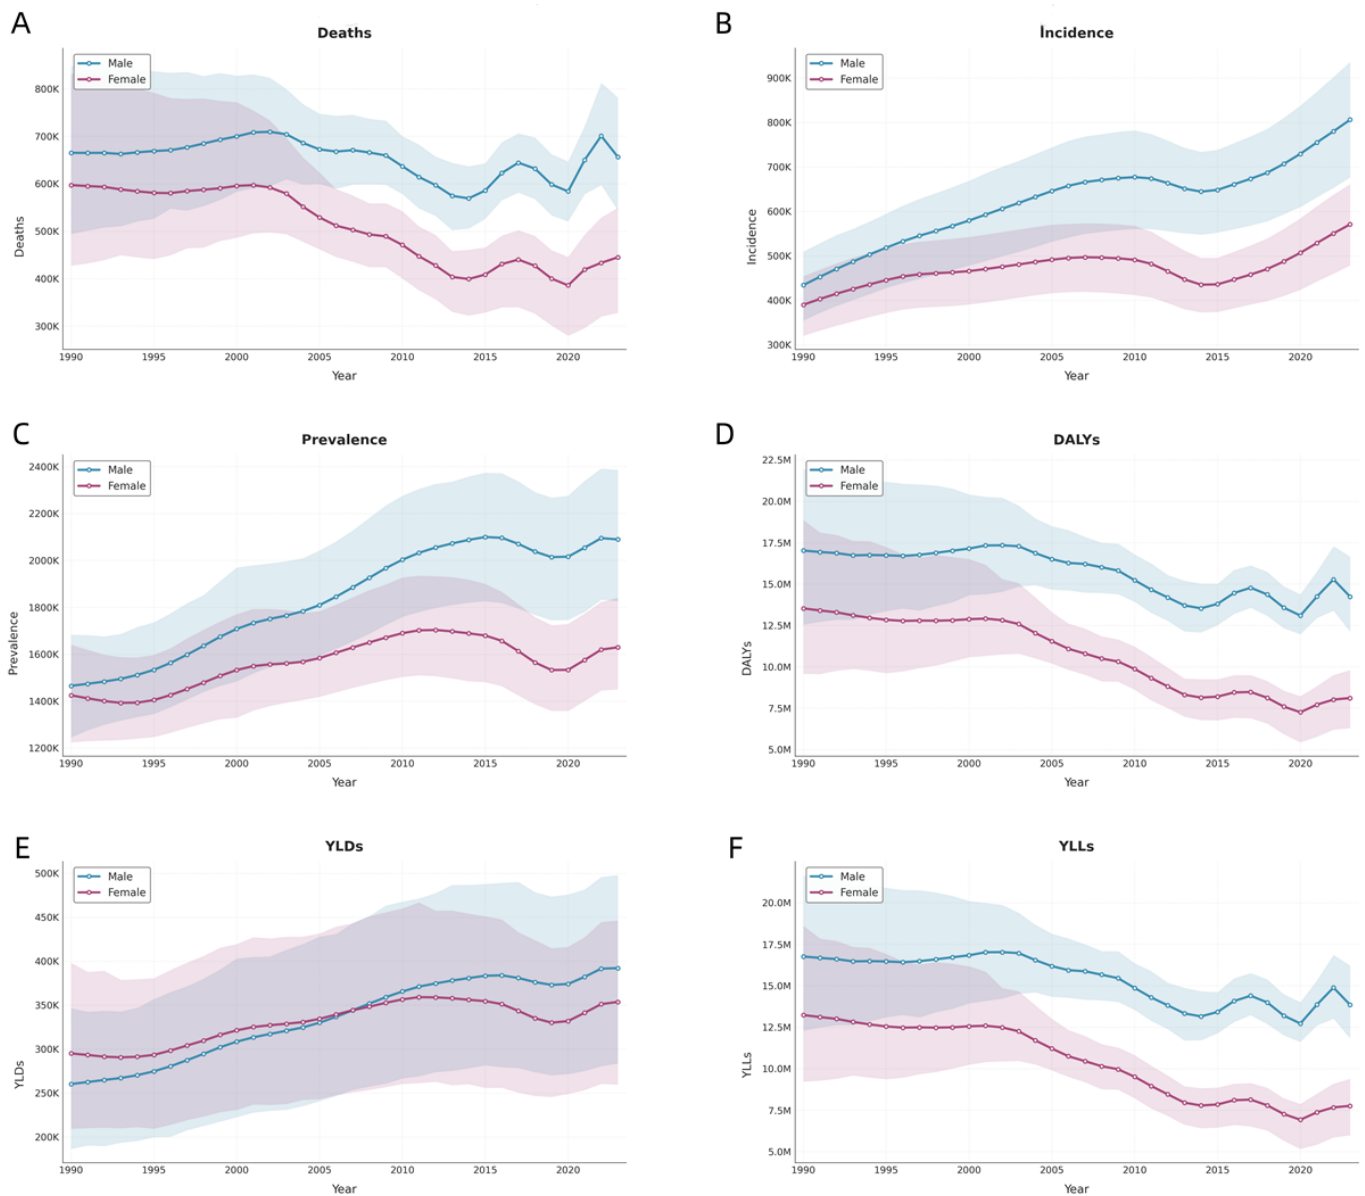 A
Deaths
Male
Female
800K
700K
600K
500K
400K
300K
Deaths
1990
1995
2000
2005
2010
2015
2020
Year
B
Incidence
Male
Female
900K
800K
700K
600K
500K
400K
300K
Incidence
1990
1995
2000
2005
2010
2015
2020
Year
C
Prevalence
Male
Female
2400K
2200K
2000K
1800K
1600K
1400K
1200K
Prevalence
1990
1995
2000
2005
2010
2015
2020
Year
D
DALYs
Male
Female
22.5M
20.0M
17.5M
15.0M
12.5M
10.0M
7.5M
5.0M
DALYs
1990
1995
2000
2005
2010
2015
2020
Year
E
YLDs
Male
Female
500K
450K
400K
350K
300K
250K
200K
YLDs
1990
1995
2000
2005
2010
2015
2020
Year
F
YLLs
Male
Female
20.0M
17.5M
15.0M
12.5M
10.0M
7.5M
5.0M
YLLs
1990
1995
2000
2005
2010
2015
2020
Year